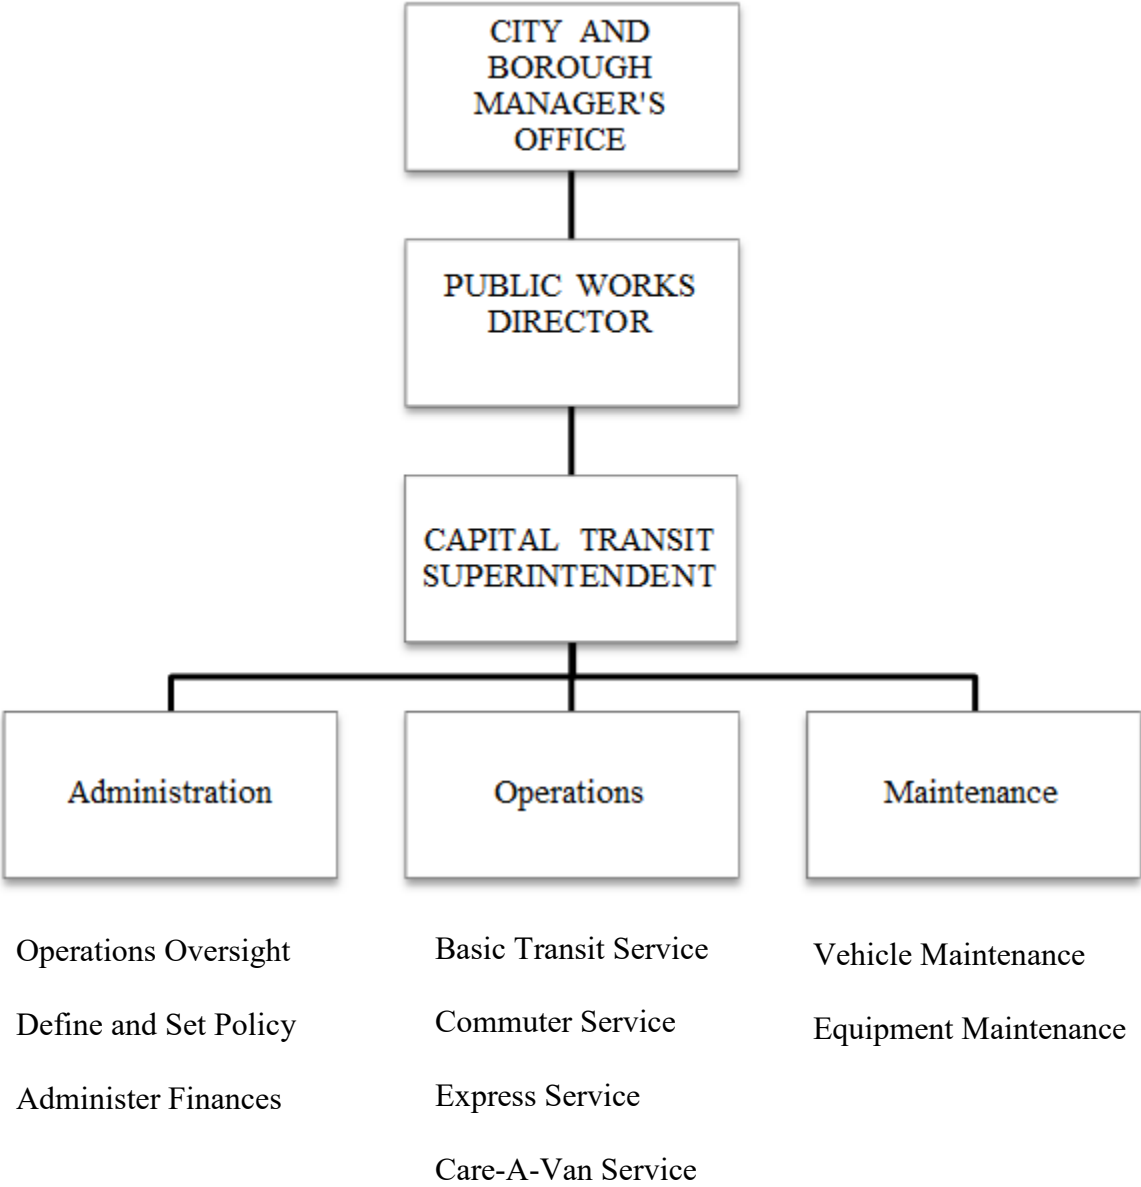 CITY AND
BOROUGH
MANAGER'S
OFFICE
PUBLIC WORKS
DIRECTOR
CAPITAL TRANSIT
SUPERINTENDENT
Administration
Operations
Maintenance
Operations Oversight
Define and Set Policy
Administer Finances
Basic Transit Service
Commuter Service
Express Service
Care-A-Van Service
Vehicle Maintenance
Equipment Maintenance